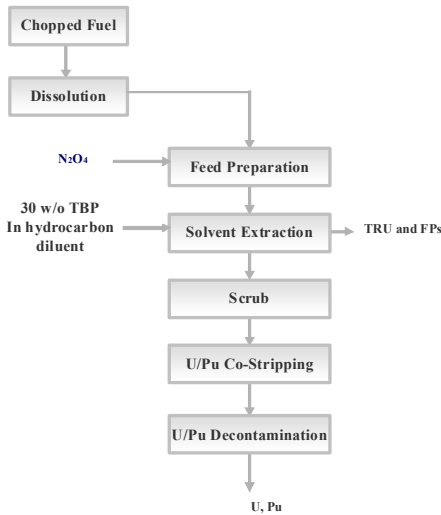 Chopped Fuel
Dissolution
N₂O₄
Feed Preparation
30 w/o TBP
In hydrocarbon
diluent
Solvent Extraction
TRU and FPs
Scrub
U/Pu Co-Stripping
U/Pu Decontamination
U, Pu